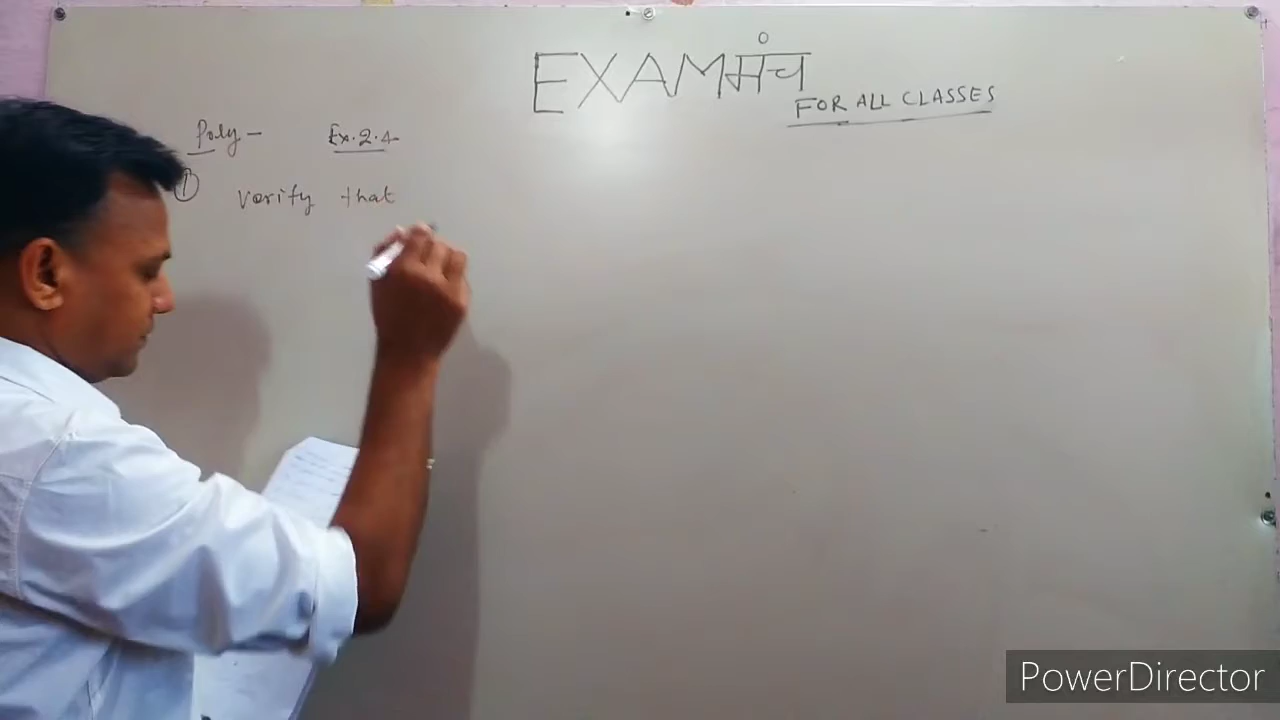 EXAMमंच
FOR ALL CLASSES
Poly - Ex. 2.4
① Verify that
PowerDirector